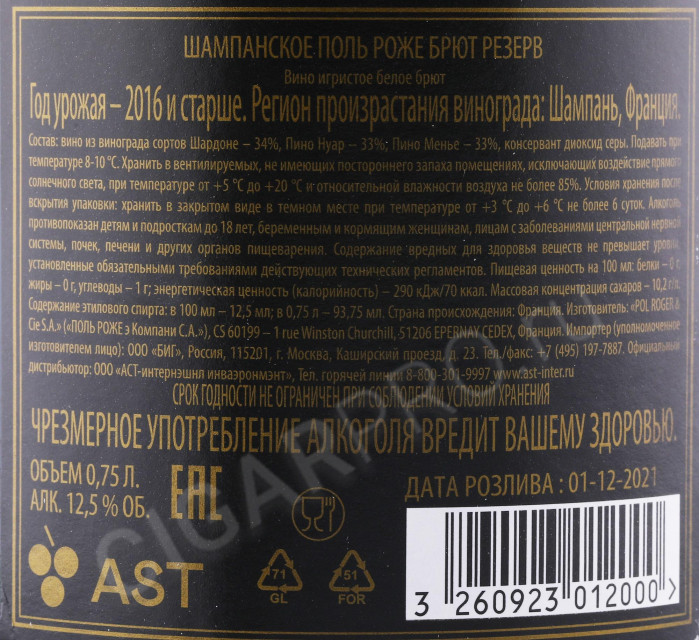 ШАМПАНСКОЕ ПОЛЬ РОЖЕ БРЮТ РЕЗЕРВ
Вино игристое белое брют
Год урожая – 2016 и старше. Регион произрастания винограда: Шампань, Франция.
Состав: вино из винограда сортов Шардоне – 34%, Пино Нуар – 33%; Пино Менье – 33%, консервант диоксид серы. Подавать при
температуре 8-10 °С. Хранить в вентилируемых, не имеющих постороннего запаха помещениях, исключающих воздействие прямого
солнечного света, при температуре от +5 °С до +20 °С и относительной влажности воздуха не более 85%. Условия хранения после
вскрытия упаковки: хранить в закрытом виде в темном месте при температуре от +3 °С до +6 °С не более 6 суток. Алкоголь
противопоказан детям и подросткам до 18 лет, беременным и кормящим женщинам, лицам с заболеваниями центральной нервной
системы, почек, печени и других органов пищеварения. Содержание вредных для здоровья веществ не превышает уровня,
установленные обязательными требованиями действующих технических регламентов. Пищевая ценность на 100 мл: белки – 0 г,
жиры – 0 г, углеводы – 1 г; энергетическая ценность (калорийность) – 290 кДж/70 ккал. Массовая концентрация сахаров – 10,2 г/л.
Содержание этилового спирта: в 100 мл – 12,5 мл; в 0,75 л – 93,75 мл. Страна происхождения: Франция. Изготовитель: «POL ROGER &
Cie S.A.» («ПОЛЬ РОЖЕ э Компани С.А.»), CS 60199 – 1 rue Winston Churchill, 51206 EPERNAY CEDEX, Франция. Импортер (уполномоченное
изготовителем лицо): ООО «БИГ», Россия, 115201, г. Москва, Каширский проезд, д. 23. Тел./факс: +7 (495) 197-7887. Официальный
дистрибьютор: ООО «АСТ-интернэшнл инваэронмэнт», Тел. горячей линии 8-800-301-9997 www.ast-inter.ru
СРОК ГОДНОСТИ НЕ ОГРАНИЧЕН ПРИ СОБЛЮДЕНИИ УСЛОВИЙ ХРАНЕНИЯ
ЧРЕЗМЕРНОЕ УПОТРЕБЛЕНИЕ АЛКОГОЛЯ ВРЕДИТ ВАШЕМУ ЗДОРОВЬЮ.
ОБЪЕМ 0,75 Л.
АЛК. 12,5 % ОБ.
EAC
ДАТА РОЗЛИВА : 01-12-2021
AST
71
GL
51
FOR
3 260923 012000 >
CIGARPRO.RU